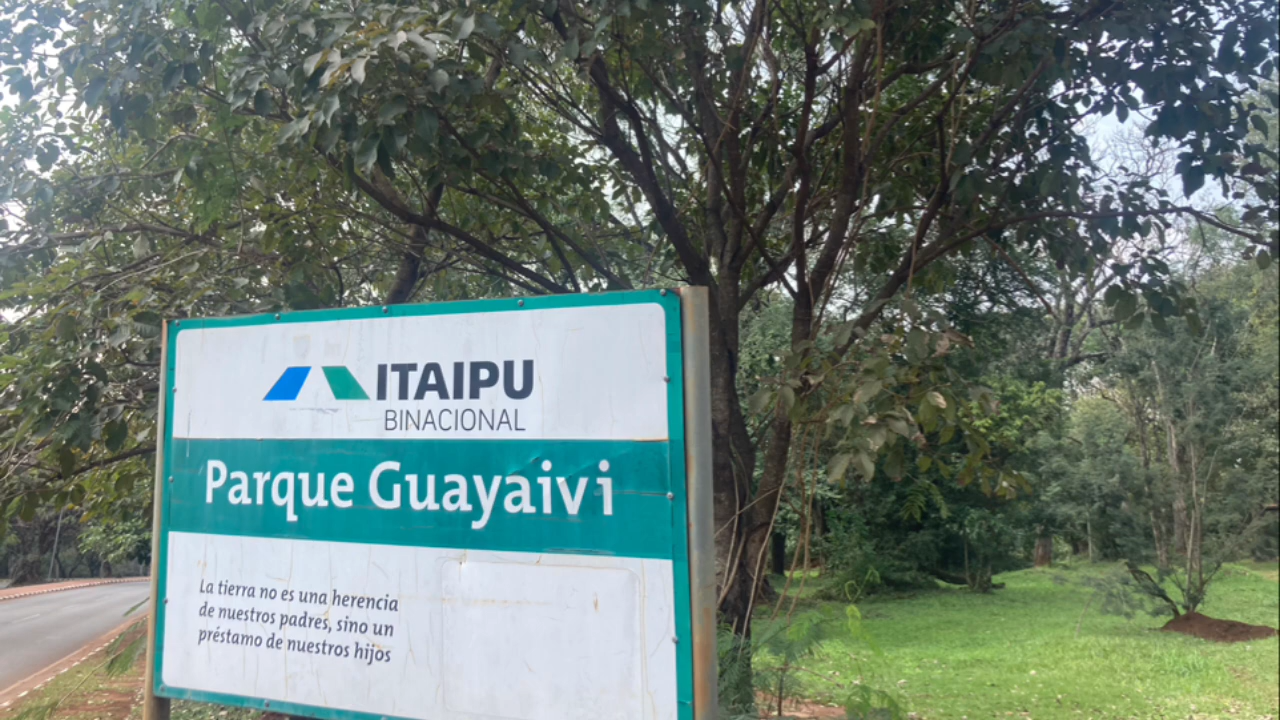 ITAIPU
BINACIONAL
Parque Guayaivi
La tierra no es una herencia
de nuestros padres, sino un
préstamo de nuestros hijos